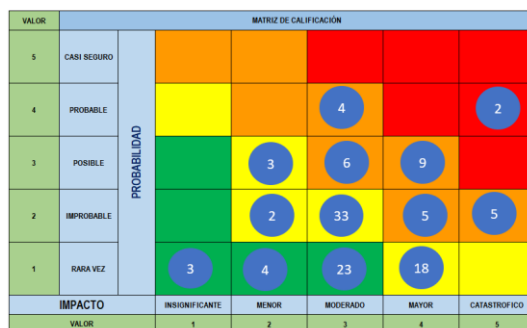 VALOR MATRIZ DE CALIFICACIÓN
5 CASI SEGURO
4 PROBABLE 4 2
3 POSIBLE 3 6 9
2 IMPROBABLE 2 33 5 5
1 RARA VEZ 3 4 23 18
PROBABILIDAD
IMPACTO INSIGNIFICANTE MENOR MODERADO MAYOR CATASTROFICO
VALOR 1 2 3 4 5